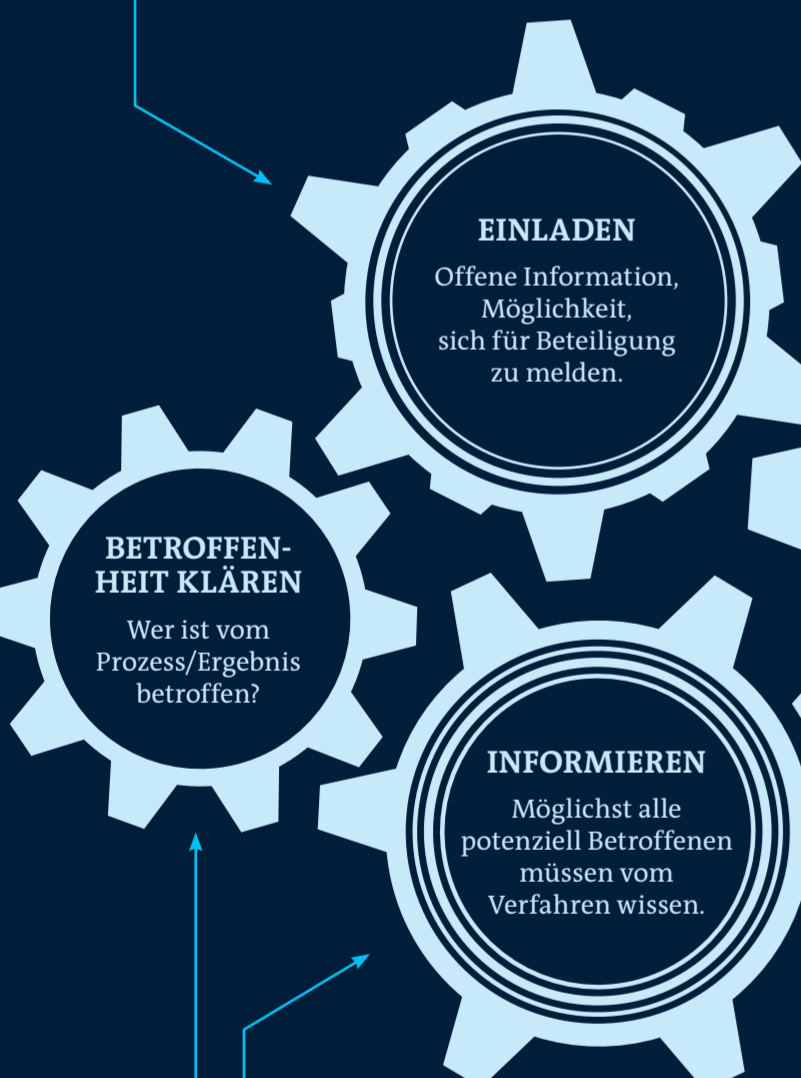 EINLADEN
Offene Information,
Möglichkeit,
sich für Beteiligung
zu melden.
BETROFFEN-
HEIT KLÄREN
Wer ist vom
Prozess/Ergebnis
betroffen?
INFORMIEREN
Möglichst alle
potenziell Betroffenen
müssen vom
Verfahren wissen.